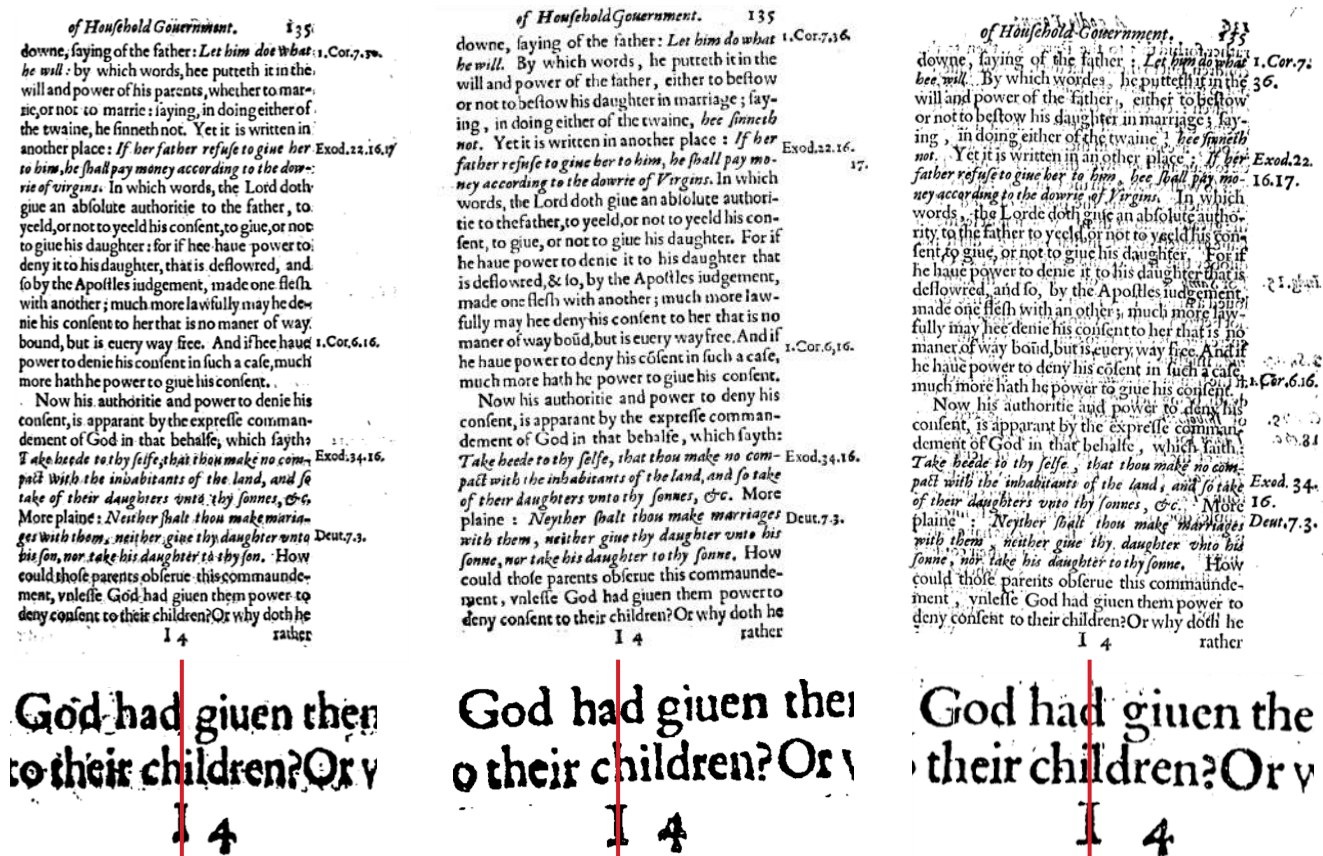 of Houſehold Gouernment. 135
downe, ſaying of the father: Let him doe what 1.Cor.7.36.
he will: by which words, hee putteth it in the
will and power of his parents, whether to mar-
rie, or not to marrie: ſaying, in doing either of
the twaine, he ſinneth not. Yet it is written in
another place: If her father refuſe to giue her Exod.22.16,17
to him, he ſhall pay money according to the dow-
rie of virgins. In which words, the Lord doth
giue an abſolute authoritie to the father, to
yeeld, or not to yeeld his conſent, to giue, or not
to giue his daughter: for if hee haue power to
deny it to his daughter, that is deflowred, and
ſo by the Apoſtles iudgement, made one fleſh
with another; much more lawfully may he de-
nie his conſent to her that is no maner of way
bound, but is euery way free. And if hee haue 1.Cor.6.16.
power to denie his conſent in ſuch a caſe, much
more hath he power to giue his conſent.
Now his authoritie and power to denie his
conſent, is apparant by the expreſſe comman-
dement of God in that behalfe, which ſayth:
Take heede to thy ſelfe, that thou make no com- Exod.34.16.
pact with the inhabitants of the land, and ſo
take of their daughters vnto thy ſonnes, &c.
More plaine: Neither ſhalt thou make maria-
ges with them, neither giue thy daughter vnto Deut.7.3.
his ſon, nor take his daughter to thy ſon. How
could thoſe parents obſerue this commaunde-
ment, vnleſſe God had giuen them power to
deny conſent to their children? Or why doth he
I 4 rather
of Houſehold Gouernment. 135
downe, ſaying of the father: Let him do what 1.Cor.7.36.
he will. By which words, he putteth it in the
will and power of the father, either to beſtow
or not to beſtow his daughter in marriage; ſay-
ing, in doing either of the twaine, hee ſinneth
not. Yet it is written in another place: If her Exod.22.16.
father refuſe to giue her to him, he ſhall pay mo- 17.
ney according to the dowrie of Virgins. In which
words, the Lord doth giue an abſolute authori-
tie to the father, to yeeld, or not to yeeld his con-
ſent, to giue, or not to giue his daughter. For if
he haue power to denie it to his daughter that
is deflowred, & ſo, by the Apoſtles iudgement,
made one fleſh with another; much more law-
fully may hee deny his conſent to her that is no
maner of way boūd, but is euery way free. And if
he haue power to deny his cōſent in ſuch a caſe, 1.Cor.6,16.
much more hath he power to giue his conſent.
Now his authoritie and power to deny his
conſent, is apparant by the expreſſe comman-
dement of God in that behalfe, which ſayth:
Take heede to thy ſelfe, that thou make no com- Exod.34.16.
pact with the inhabitants of the land, and ſo take
of their daughters vnto thy ſonnes, &c. More
plaine: Neyther ſhalt thou make marriages Deut.7.3.
with them, neither giue thy daughter vnto his
ſonne, nor take his daughter to thy ſonne. How
could thoſe parents obſerue this commaunde-
ment, vnleſſe God had giuen them power to
deny conſent to their children? Or why doth he
I 4 rather
of Houſehold Gouernment.
downe, ſaying of the father: Let him do what 1.Cor.7.
hee will. By which wordes, he putteth it in the 36.
will and power of the father, either to beſtow
or not to beſtow his daughter in marriage; ſay-
ing, in doing either of the twaine, hee ſinneth
not. Yet it is written in an other place: If her Exod.22.
father refuſe to giue her to him, hee ſhall pay mo- 16.17.
ney according to the dowrie of Virgins. In which
words, the Lorde doth giue an abſolute autho-
rity to the father to yeeld, or not to yeeld his con-
ſent, to giue, or not to giue his daughter. For if
he haue power to denie it to his daughter that is
deflowred, and ſo, by the Apoſtles iudgement,
made one fleſh with an other; much more law-
fully may hee denie his conſent to her that is no
maner of way boūd, but is euery way free. And if
he haue power to deny his cōſent in ſuch a caſe,
much more hath he power to giue his conſent. 1.Cor.6.16.
Now his authoritie and power to deny his
conſent, is apparant by the expreſſe comman-
dement of God in that behalfe, which ſaith:
Take heede to thy ſelfe, that thou make no com-
pact with the inhabitants of the land, and ſo take Exod. 34.
of their daughters vnto thy ſonnes, &c. More 16.
plaine: Neyther ſhalt thou make marriages Deut.7.3.
with them, neither giue thy daughter vnto his
ſonne, nor take his daughter to thy ſonne. How
could thoſe parents obſerue this commaunde-
ment, vnleſſe God had giuen them power to
deny conſent to their children? Or why doth he
I 4 rather
God had giuen then
to their children? Or v
I 4
God had giuen ther
o their children? Or v
I 4
God had giuen the
their children? Or w
I 4